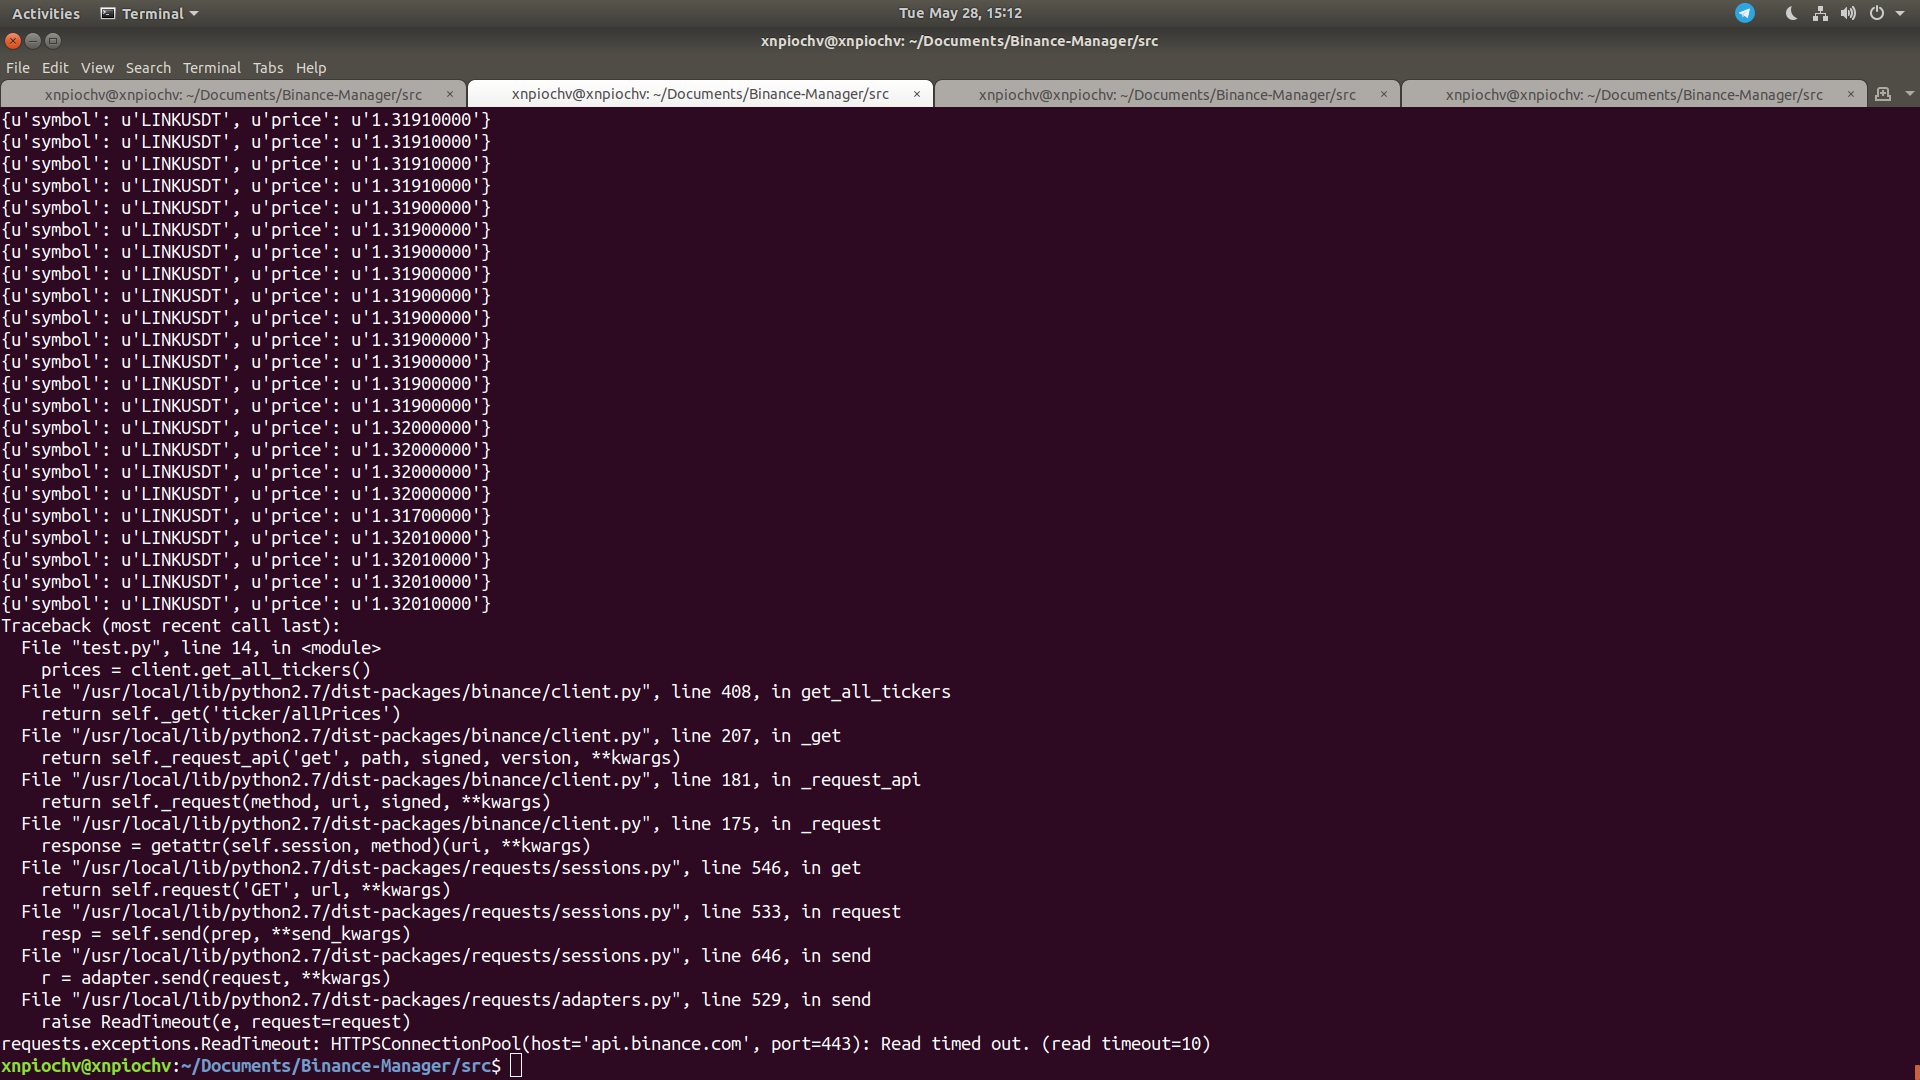 Activities Terminal Tue May 28, 15:12
xnpiochv@xnpiochv: ~/Documents/Binance-Manager/src
File Edit View Search Terminal Tabs Help
xnpiochv@xnpiochv: ~/Documents/Binance-Manager/src × xnpiochv@xnpiochv: ~/Documents/Binance-Manager/src × xnpiochv@xnpiochv: ~/Documents/Binance-Manager/src × xnpiochv@xnpiochv: ~/Documents/Binance-Manager/src ×
{u'symbol': u'LINKUSDT', u'price': u'1.31910000'}
{u'symbol': u'LINKUSDT', u'price': u'1.31910000'}
{u'symbol': u'LINKUSDT', u'price': u'1.31910000'}
{u'symbol': u'LINKUSDT', u'price': u'1.31910000'}
{u'symbol': u'LINKUSDT', u'price': u'1.31900000'}
{u'symbol': u'LINKUSDT', u'price': u'1.31900000'}
{u'symbol': u'LINKUSDT', u'price': u'1.31900000'}
{u'symbol': u'LINKUSDT', u'price': u'1.31900000'}
{u'symbol': u'LINKUSDT', u'price': u'1.31900000'}
{u'symbol': u'LINKUSDT', u'price': u'1.31900000'}
{u'symbol': u'LINKUSDT', u'price': u'1.31900000'}
{u'symbol': u'LINKUSDT', u'price': u'1.31900000'}
{u'symbol': u'LINKUSDT', u'price': u'1.31900000'}
{u'symbol': u'LINKUSDT', u'price': u'1.31900000'}
{u'symbol': u'LINKUSDT', u'price': u'1.32000000'}
{u'symbol': u'LINKUSDT', u'price': u'1.32000000'}
{u'symbol': u'LINKUSDT', u'price': u'1.32000000'}
{u'symbol': u'LINKUSDT', u'price': u'1.32000000'}
{u'symbol': u'LINKUSDT', u'price': u'1.31700000'}
{u'symbol': u'LINKUSDT', u'price': u'1.32010000'}
{u'symbol': u'LINKUSDT', u'price': u'1.32010000'}
{u'symbol': u'LINKUSDT', u'price': u'1.32010000'}
{u'symbol': u'LINKUSDT', u'price': u'1.32010000'}
Traceback (most recent call last):
  File "test.py", line 14, in <module>
    prices = client.get_all_tickers()
  File "/usr/local/lib/python2.7/dist-packages/binance/client.py", line 408, in get_all_tickers
    return self._get('ticker/allPrices')
  File "/usr/local/lib/python2.7/dist-packages/binance/client.py", line 207, in _get
    return self._request_api('get', path, signed, version, **kwargs)
  File "/usr/local/lib/python2.7/dist-packages/binance/client.py", line 181, in _request_api
    return self._request(method, uri, signed, **kwargs)
  File "/usr/local/lib/python2.7/dist-packages/binance/client.py", line 175, in _request
    response = getattr(self.session, method)(uri, **kwargs)
  File "/usr/local/lib/python2.7/dist-packages/requests/sessions.py", line 546, in get
    return self.request('GET', url, **kwargs)
  File "/usr/local/lib/python2.7/dist-packages/requests/sessions.py", line 533, in request
    resp = self.send(prep, **send_kwargs)
  File "/usr/local/lib/python2.7/dist-packages/requests/sessions.py", line 646, in send
    r = adapter.send(request, **kwargs)
  File "/usr/local/lib/python2.7/dist-packages/requests/adapters.py", line 529, in send
    raise ReadTimeout(e, request=request)
requests.exceptions.ReadTimeout: HTTPSConnectionPool(host='api.binance.com', port=443): Read timed out. (read timeout=10)
xnpiochv@xnpiochv:~/Documents/Binance-Manager/src$